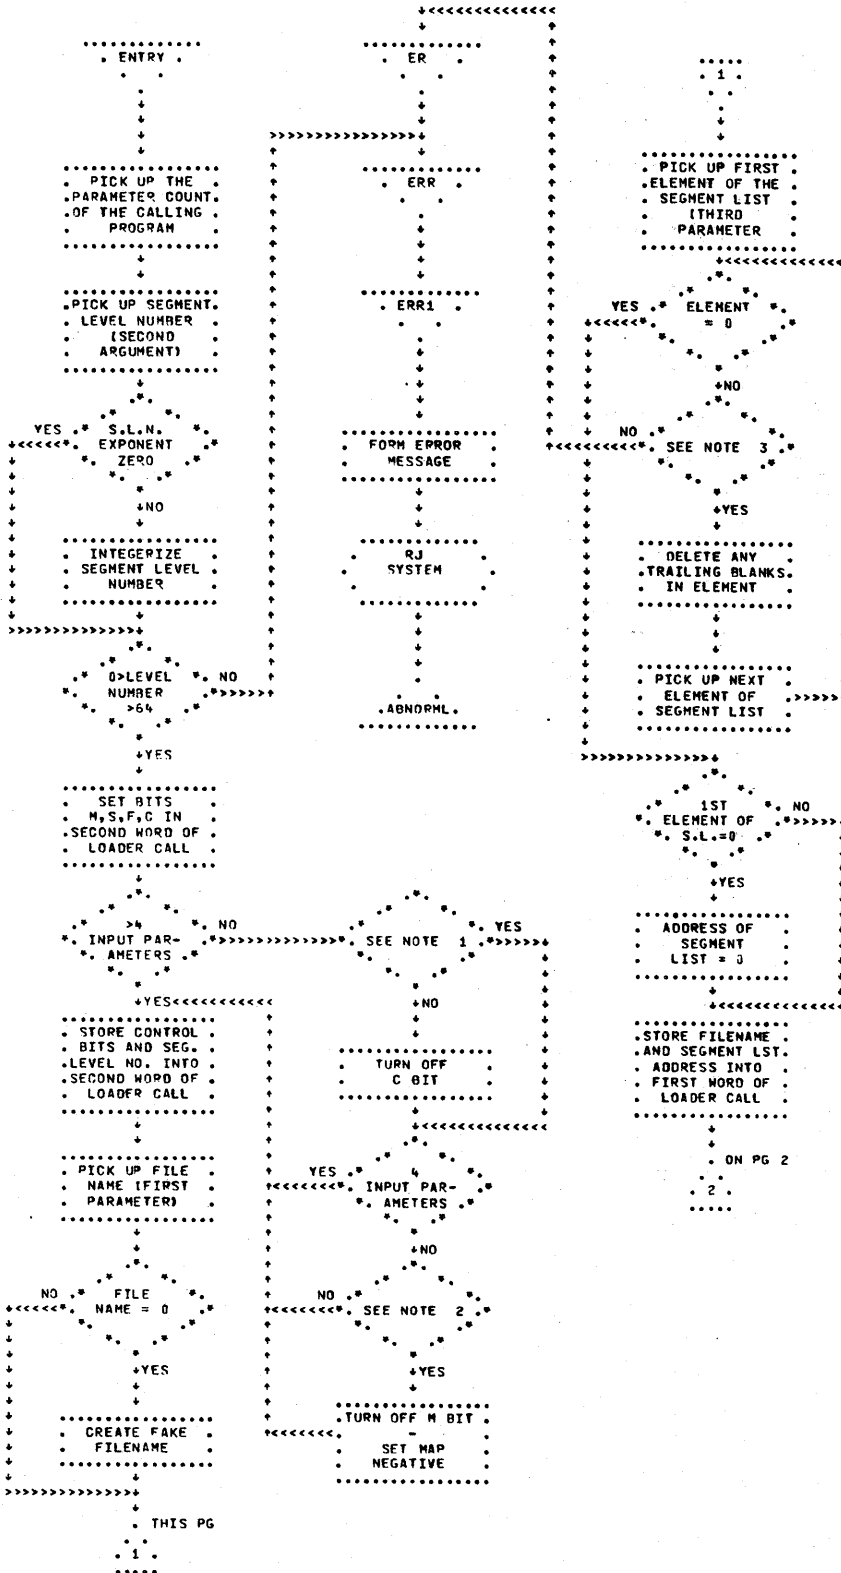 ENTRY
PICK UP THE
PARAMETER COUNT
OF THE CALLING
PROGRAM
PICK UP SEGMENT
LEVEL NUMBER
(SECOND
ARGUMENT)
YES
S.L.N.
EXPONENT
ZERO
NO
INTEGERIZE
SEGMENT LEVEL
NUMBER
0>LEVEL
NUMBER
>64
NO
YES
SET BITS
M,S,F,C IN
SECOND WORD OF
LOADER CALL
>4
INPUT PAR-
AMETERS
NO
YES
STORE CONTROL
BITS AND SEG.
LEVEL NO. INTO
SECOND WORD OF
LOADER CALL
PICK UP FILE
NAME (FIRST
PARAMETER)
NO
FILE
NAME = 0
YES
CREATE FAKE
FILENAME
THIS PG
1
ER
ERR
ERR1
FORM ERROR
MESSAGE
RJ
SYSTEM
ABNORML
SEE NOTE 1
YES
NO
TURN OFF
C BIT
YES
4
INPUT PAR-
AMETERS
NO
NO
SEE NOTE 2
YES
TURN OFF M BIT
-
SET MAP
NEGATIVE
1
PICK UP FIRST
ELEMENT OF THE
SEGMENT LIST
(THIRD
PARAMETER
YES
ELEMENT
= 0
NO
NO
SEE NOTE 3
YES
DELETE ANY
TRAILING BLANKS
IN ELEMENT
PICK UP NEXT
ELEMENT OF
SEGMENT LIST
1ST
ELEMENT OF
S.L.=0
NO
YES
ADDRESS OF
SEGMENT
LIST = 0
STORE FILENAME
AND SEGMENT LST
ADDRESS INTO
FIRST WORD OF
LOADER CALL
ON PG 2
2